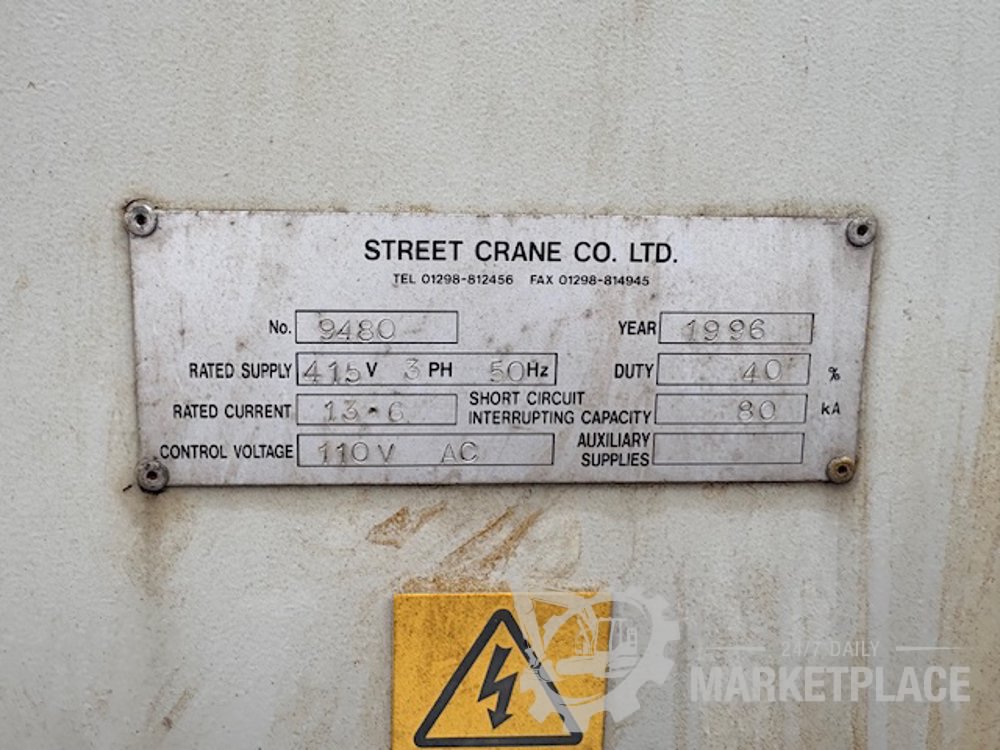 STREET CRANE CO. LTD.
TEL 01298-812456 FAX 01298-814945
No. 9480 YEAR 1996
RATED SUPPLY 415 V 3 PH 50 Hz DUTY 40 %
RATED CURRENT 13.6 SHORT CIRCUIT INTERRUPTING CAPACITY 80 kA
CONTROL VOLTAGE 110V AC AUXILIARY SUPPLIES
24/7 DAILY
MARKETPLACE